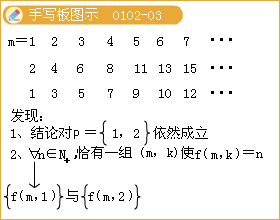 手写板图示 0102-03
m=1 2 3 4 5 6 7 ···
2 4 6 8 11 13 15
1 3 5 7 9 10 12 ···
发现:
1、结论对P={1,2}依然成立
2、∀n∈N+,恰有一组(m,k)使f(m,k)=n
{f(m,1)}与{f(m,2)}